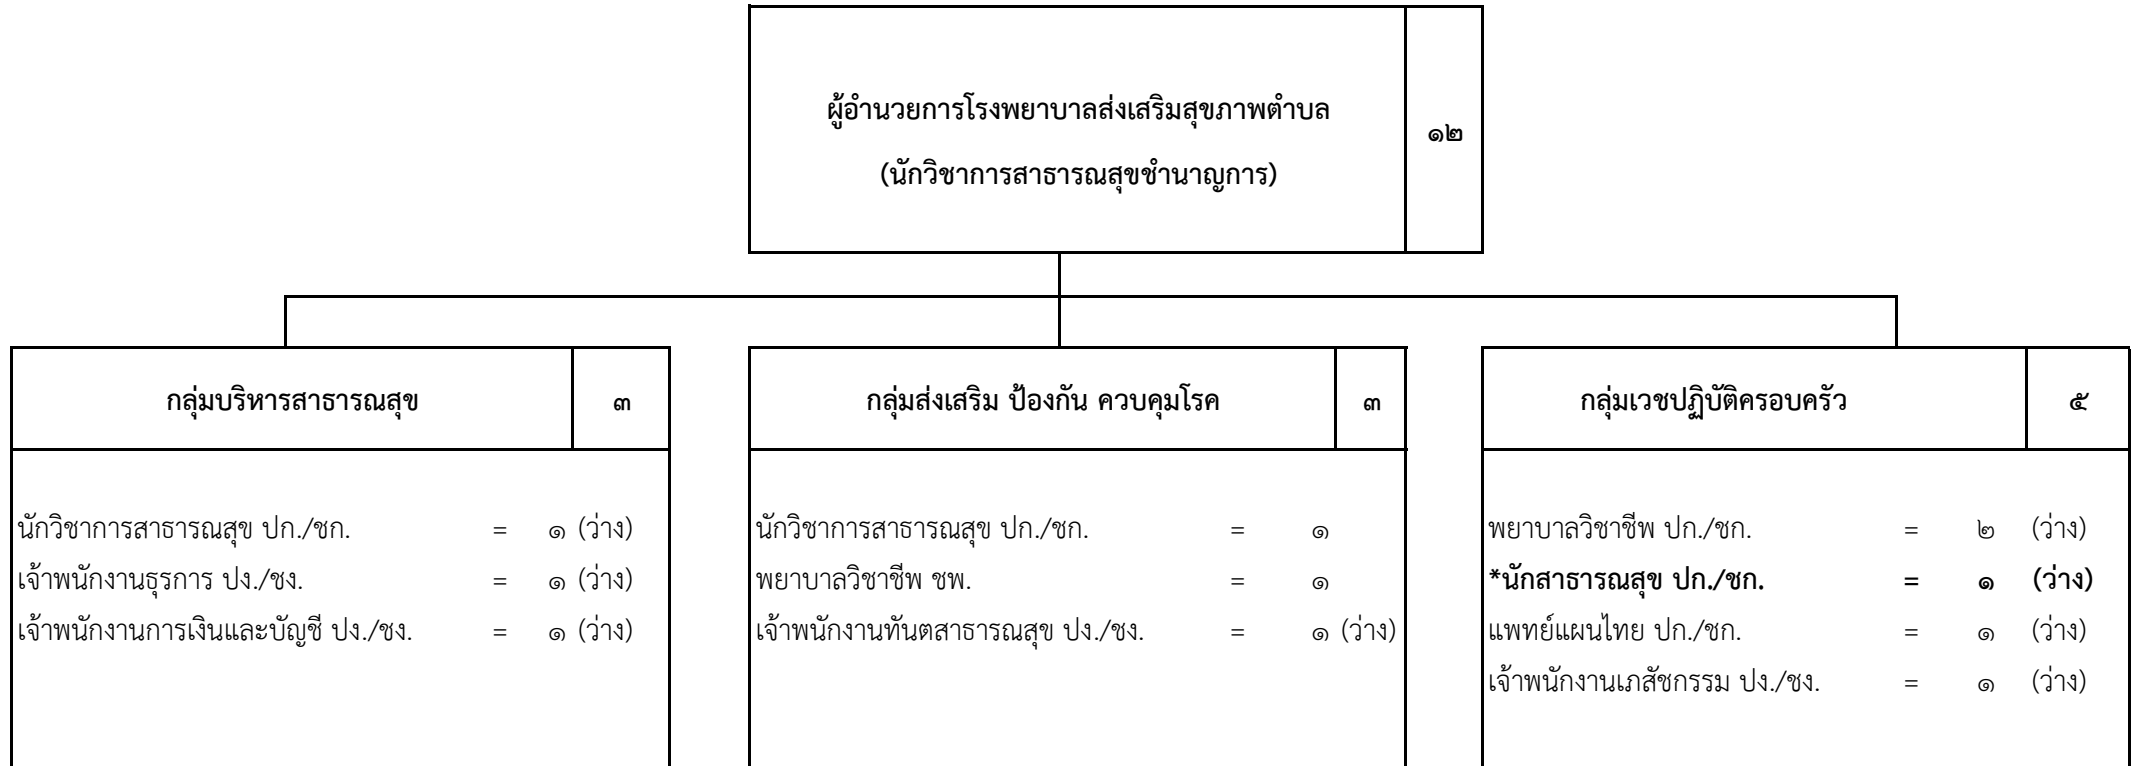 ผู้อำนวยการโรงพยาบาลส่งเสริมสุขภาพตำบล
(นักวิชาการสาธารณสุขชำนาญการ)
๑๒
กลุ่มบริหารสาธารณสุข ๓
นักวิชาการสาธารณสุข ปก./ชก. = ๑ (ว่าง)
เจ้าพนักงานธุรการ ปง./ชง. = ๑ (ว่าง)
เจ้าพนักงานการเงินและบัญชี ปง./ชง. = ๑ (ว่าง)
กลุ่มส่งเสริม ป้องกัน ควบคุมโรค ๓
นักวิชาการสาธารณสุข ปก./ชก. = ๑
พยาบาลวิชาชีพ ชพ. = ๑
เจ้าพนักงานทันตสาธารณสุข ปง./ชง. = ๑ (ว่าง)
กลุ่มเวชปฏิบัติครอบครัว ๕
พยาบาลวิชาชีพ ปก./ชก. = ๒ (ว่าง)
*นักสาธารณสุข ปก./ชก. = ๑ (ว่าง)
แพทย์แผนไทย ปก./ชก. = ๑ (ว่าง)
เจ้าพนักงานเภสัชกรรม ปง./ชง. = ๑ (ว่าง)